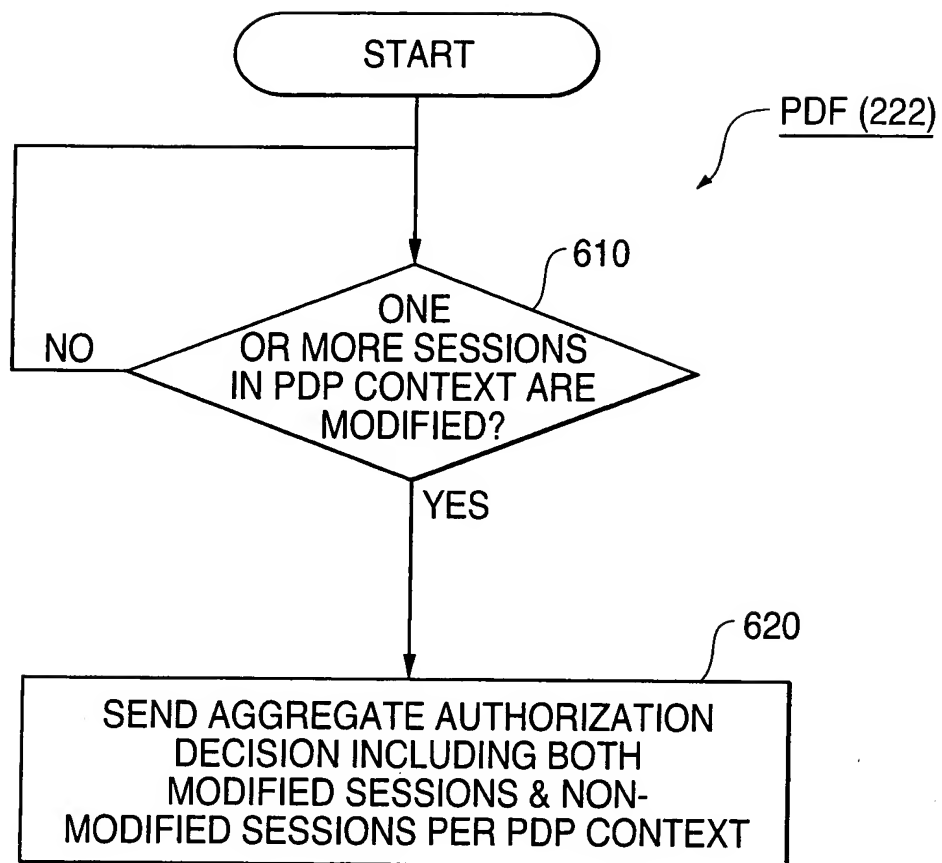 START
PDF (222)
610
ONE
OR MORE SESSIONS
IN PDP CONTEXT ARE
MODIFIED?
NO
YES
620
SEND AGGREGATE AUTHORIZATION
DECISION INCLUDING BOTH
MODIFIED SESSIONS & NON-
MODIFIED SESSIONS PER PDP CONTEXT